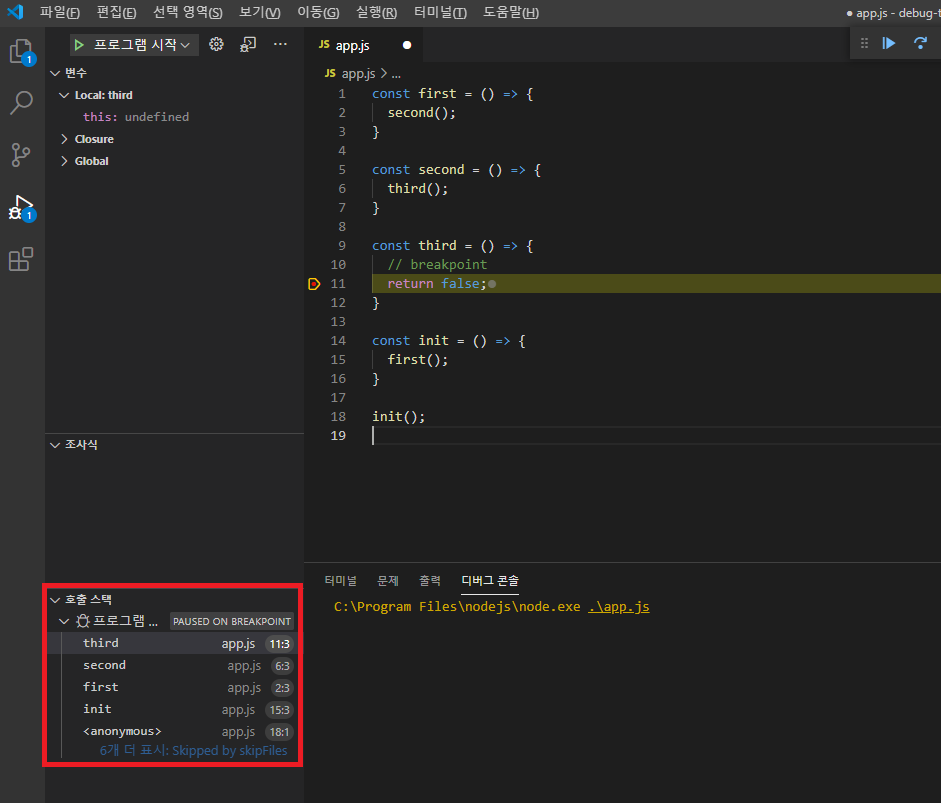 파일(F) 편집(E) 선택 영역(S) 보기(V) 이동(G) 실행(R) 터미널(T) 도움말(H) ● app.js - debug-t
1
1
프로그램 시작
변수
Local: third
this: undefined
Closure
Global
조사식
호출 스택
프로그램 ... PAUSED ON BREAKPOINT
third app.js 11:3
second app.js 6:3
first app.js 2:3
init app.js 15:3
<anonymous> app.js 18:1
6개 더 표시: Skipped by skipFiles
JS app.js ●
JS app.js > ...
1 const first = () => {
2 second();
3 }
4
5 const second = () => {
6 third();
7 }
8
9 const third = () => {
10 // breakpoint
11 return false;
12 }
13
14 const init = () => {
15 first();
16 }
17
18 init();
19
터미널 문제 출력 디버그 콘솔
C:\Program Files\nodejs\node.exe .\app.js